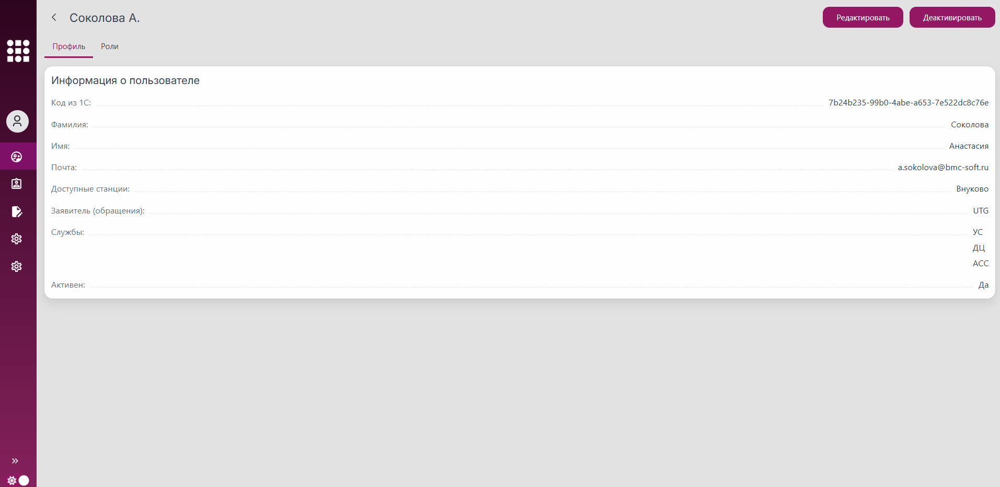 Соколова А.
Редактировать
Деактивировать
Профиль
Роли
Информация о пользователе
Код из 1С: 7b24b235-99b0-4abe-a653-7e522dc8c76e
Фамилия: Соколова
Имя: Анастасия
Почта: a.sokolova@bmc-soft.ru
Доступные станции: Внуково
Заявитель (обращения): UTG
Службы: УС
ДЦ
АСС
Активен: Да